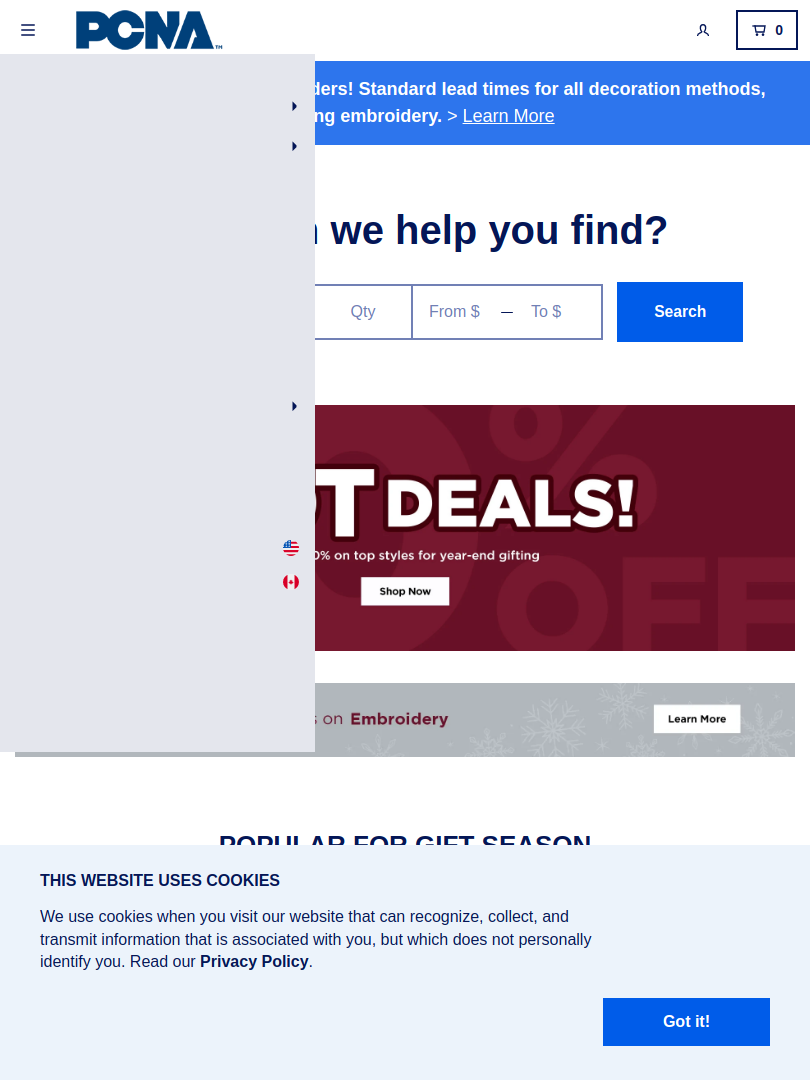 PCNA™
0
ders! Standard lead times for all decoration methods,
ng embroidery. > Learn More
we help you find?
Qty
From $ — To $
Search
% OFF
T DEALS!
0% on top styles for year-end gifting
Shop Now
s on Embroidery
Learn More
POPULAR FOR GIFT SEASON
THIS WEBSITE USES COOKIES
We use cookies when you visit our website that can recognize, collect, and
transmit information that is associated with you, but which does not personally
identify you. Read our Privacy Policy.
Got it!